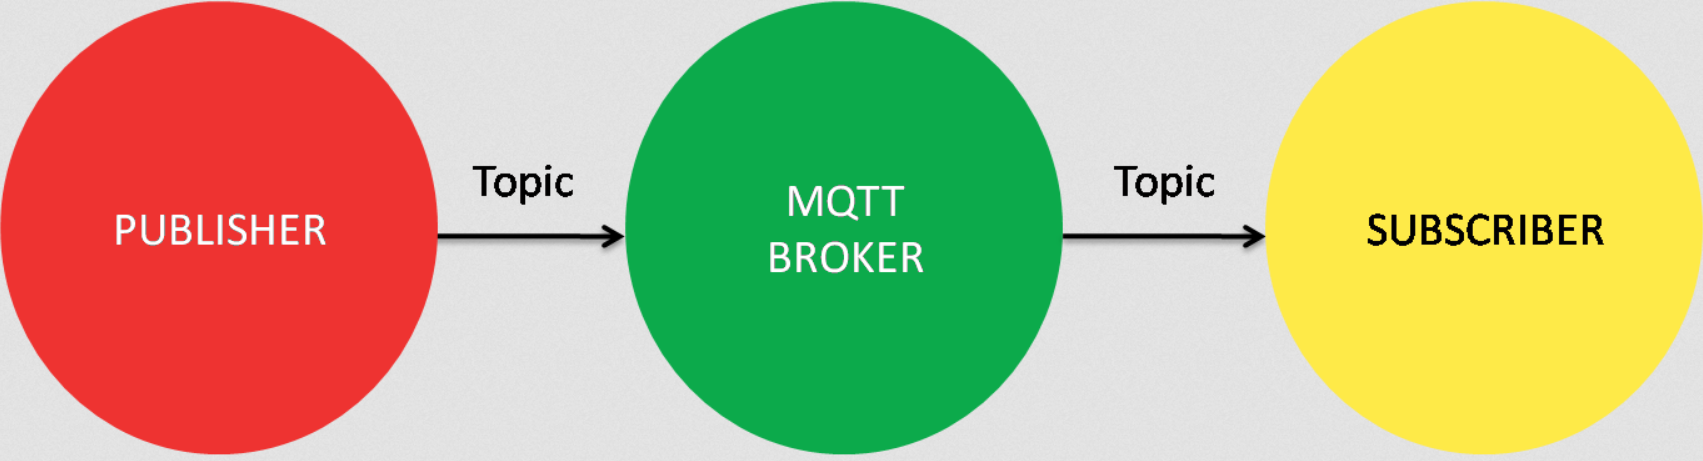 PUBLISHER
Topic
MQTT
BROKER
Topic
SUBSCRIBER